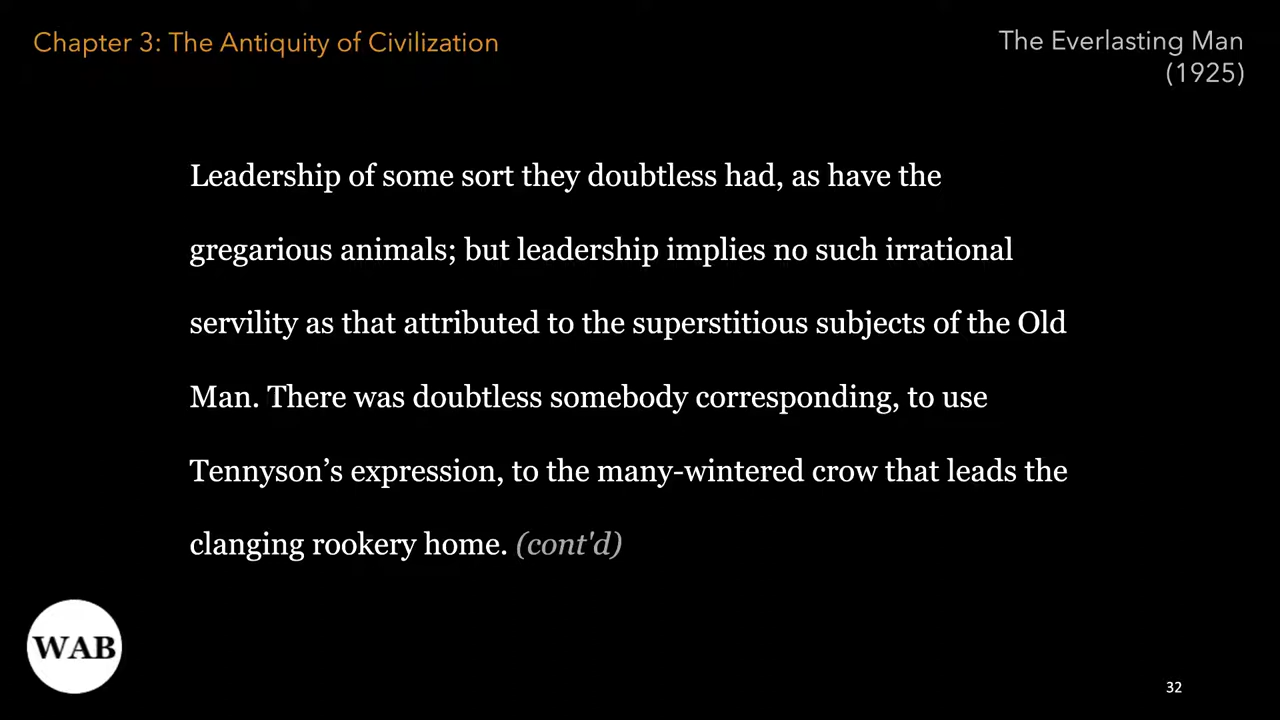 Chapter 3: The Antiquity of Civilization
The Everlasting Man
(1925)
Leadership of some sort they doubtless had, as have the
gregarious animals; but leadership implies no such irrational
servility as that attributed to the superstitious subjects of the Old
Man. There was doubtless somebody corresponding, to use
Tennyson’s expression, to the many-wintered crow that leads the
clanging rookery home. (cont'd)
WAB
32